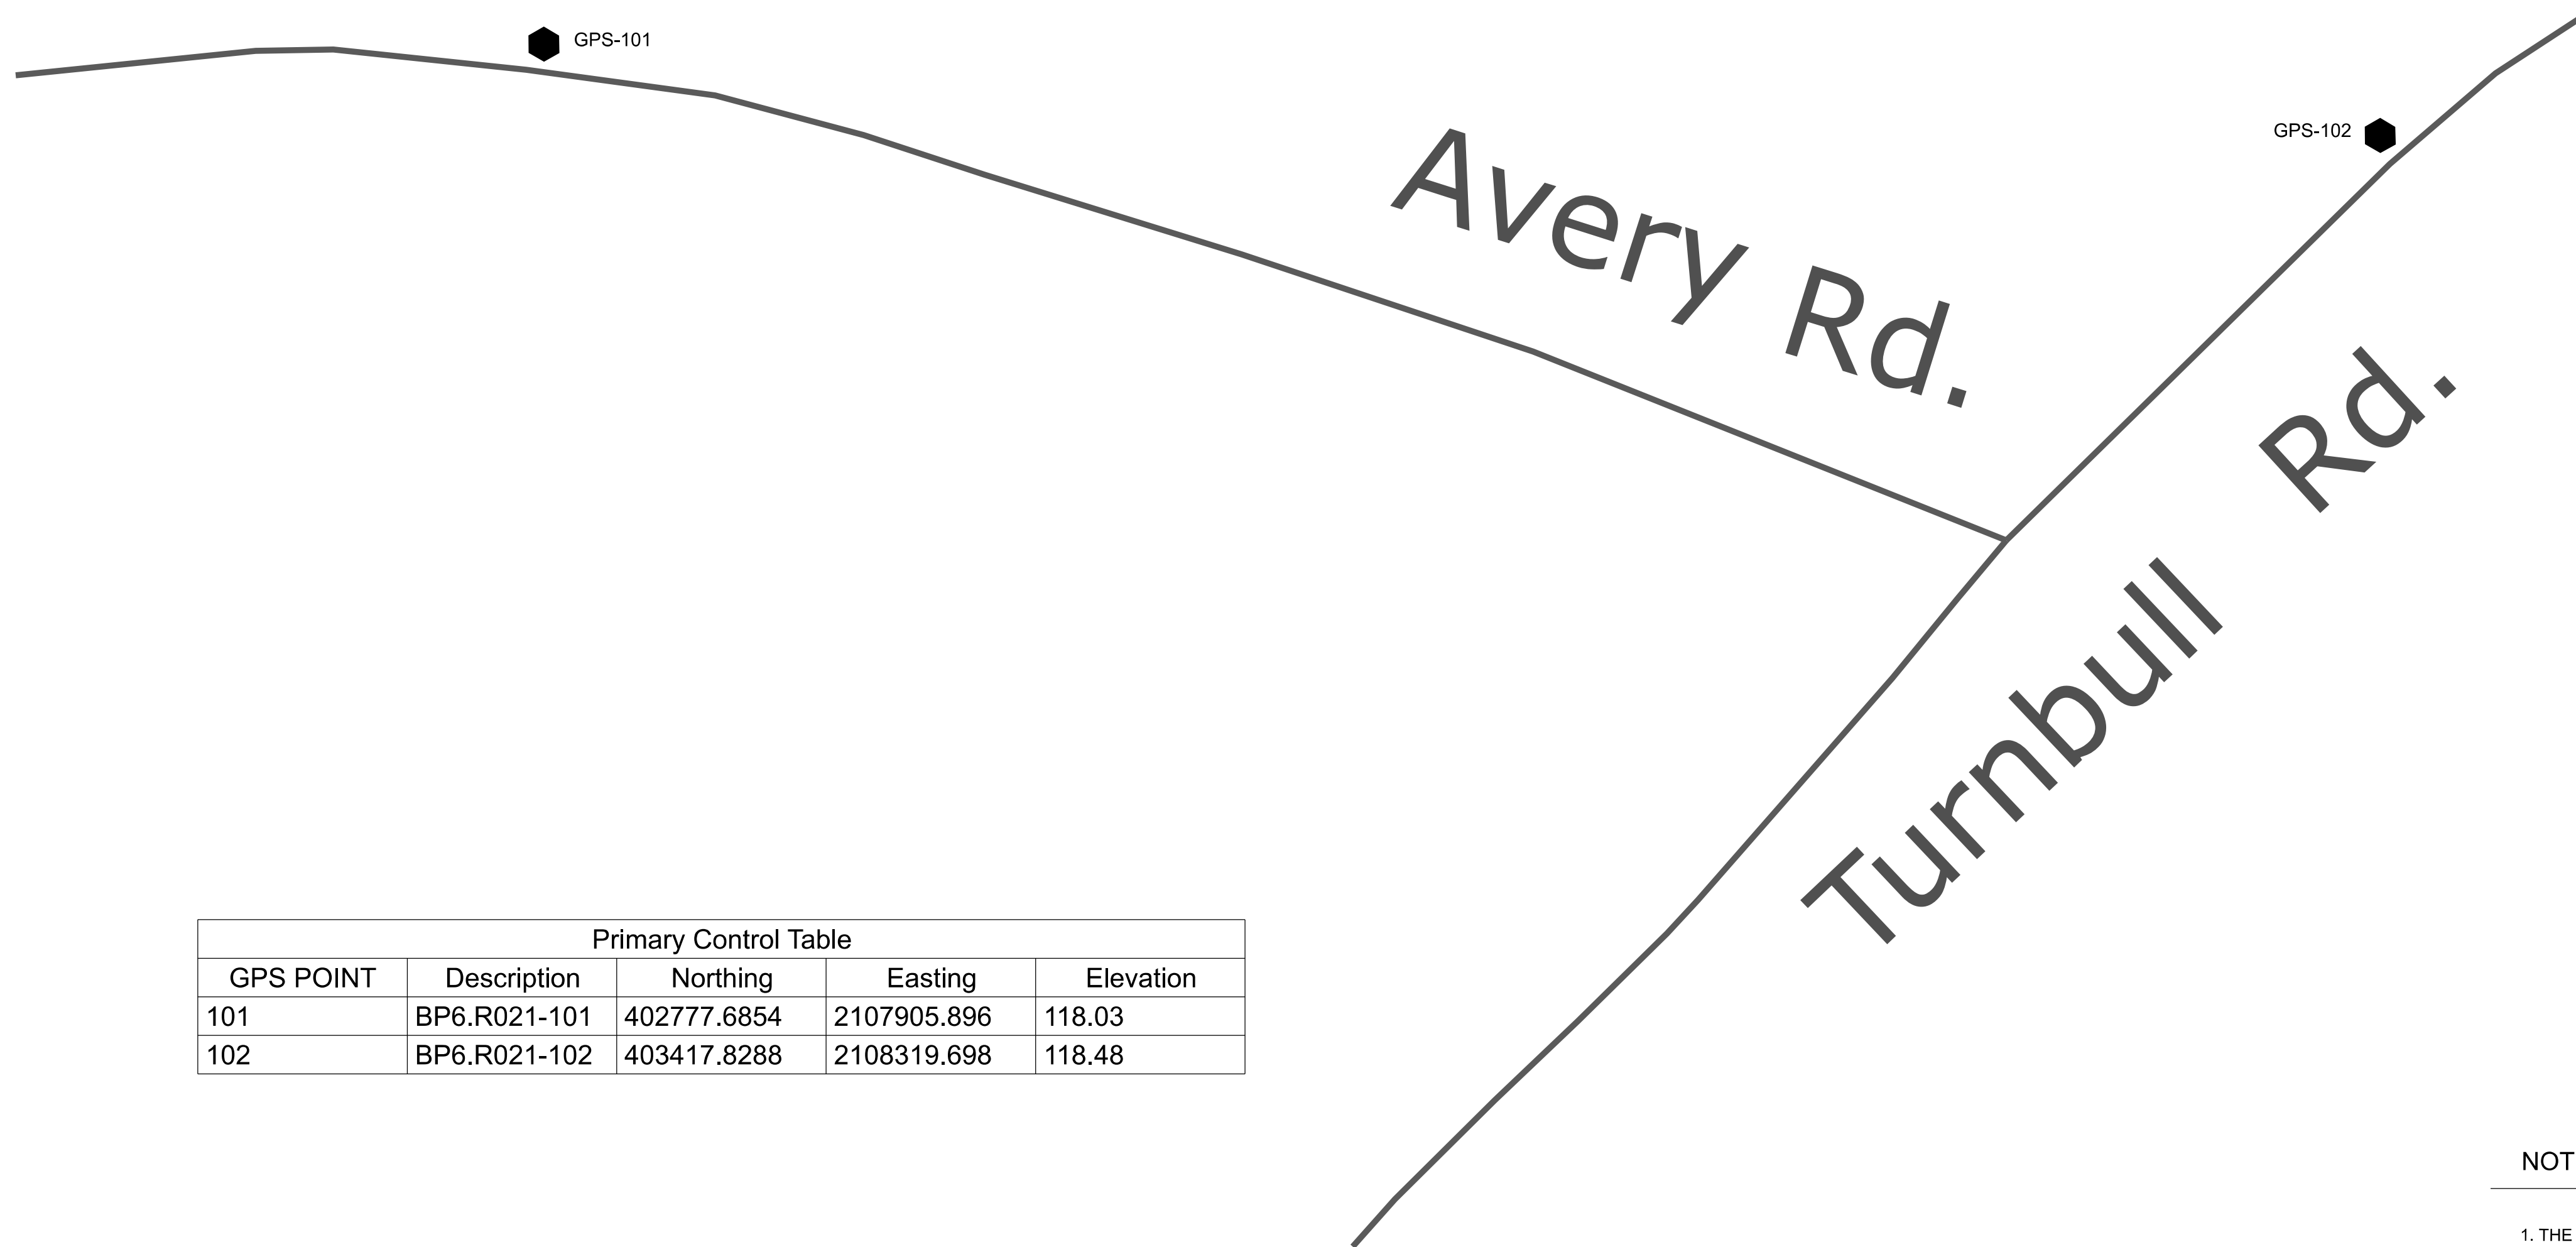 GPS-101
GPS-102
Avery Rd.
Turnbull Rd.
Primary Control Table
GPS POINT Description Northing Easting Elevation
101 BP6.R021-101 402777.6854 2107905.896 118.03
102 BP6.R021-102 403417.8288 2108319.698 118.48
NOT
1. THE